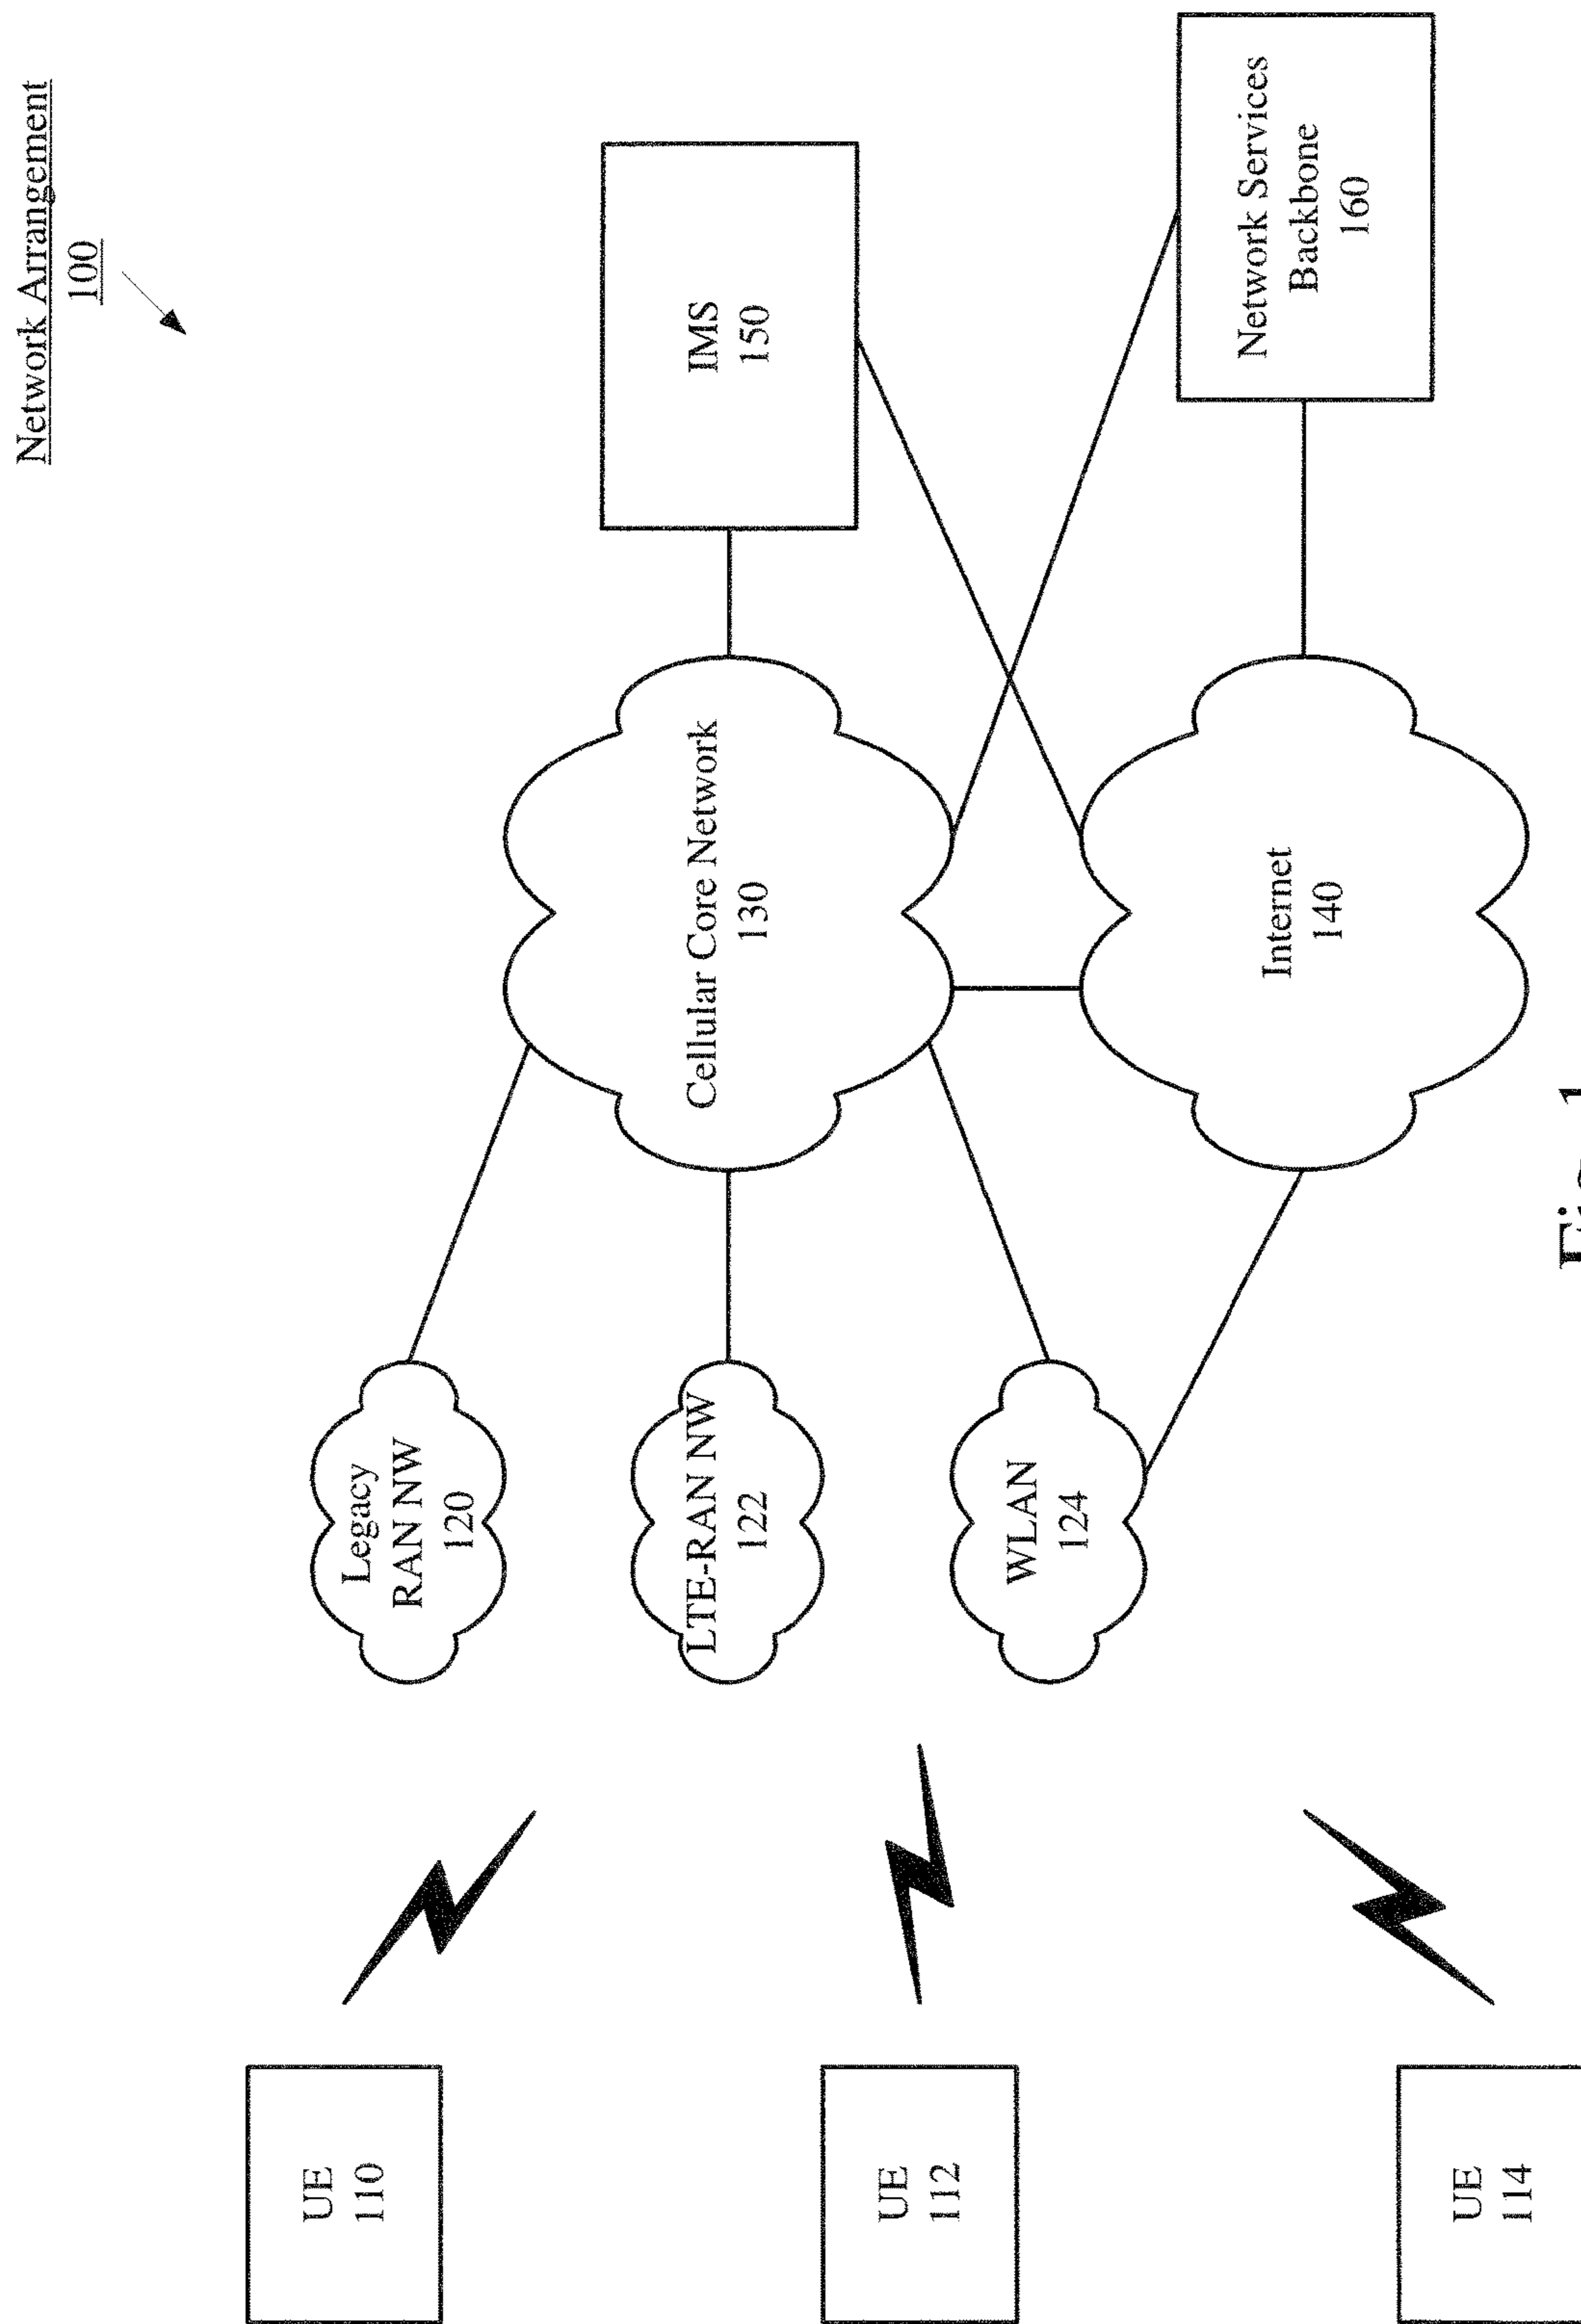 Network Arrangement
100
UE
110
UE
112
UE
114
Legacy
RAN NW
120
LTE-RAN NW
122
WLAN
124
Cellular Core Network
130
Internet
140
IMS
150
Network Services
Backbone
160